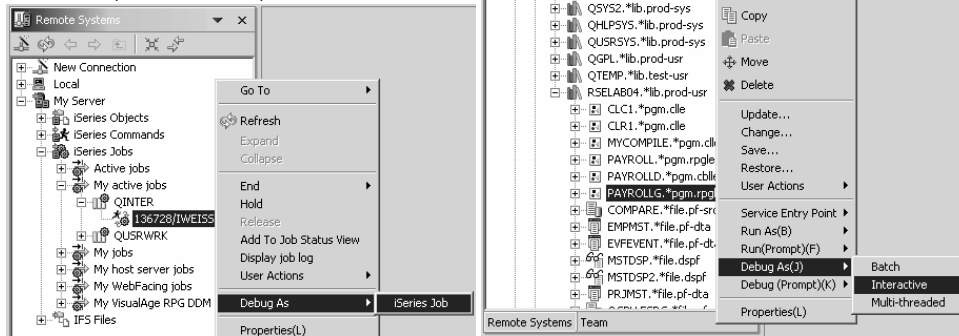 Remote Systems
New Connection
Local
My Server
iSeries Objects
iSeries Commands
iSeries Jobs
Active jobs
My active jobs
QINTER
136728/IWEISS
QUSRWRK
My jobs
My host server jobs
My WebFacing jobs
My VisualAge RPG DDM
IFS Files
Go To
Refresh
Expand
Collapse
End
Hold
Release
Add To Job Status View
Display job log
User Actions
Debug As
iSeries Job
Properties(L)
QSYS2.*lib.prod-sys
QHLPSYS.*lib.prod-sys
QUSRSYS.*lib.prod-sys
QGPL.*lib.prod-usr
QTEMP.*lib.test-usr
RSELAB04.*lib.prod-usr
CLC1.*pgm.clle
CLR1.*pgm.clle
MYCOMPILE.*pgm.cll
PAYROLL.*pgm.rpgle
PAYROLLD.*pgm.cblle
PAYROLLG.*pgm.rpg
COMPARE.*file.pf-src
EMPMST.*file.pf-dta
EVFEVENT.*file.pf-dt
MSTDSP.*file.dspf
MSTDSP2.*file.dspf
PRJMST.*file.pf-dta
Remote Systems
Team
Copy
Paste
Move
Delete
Update...
Change...
Save...
Restore...
User Actions
Service Entry Point
Run As(B)
Run(Prompt)(F)
Debug As(J)
Debug (Prompt)(K)
Properties(L)
Batch
Interactive
Multi-threaded